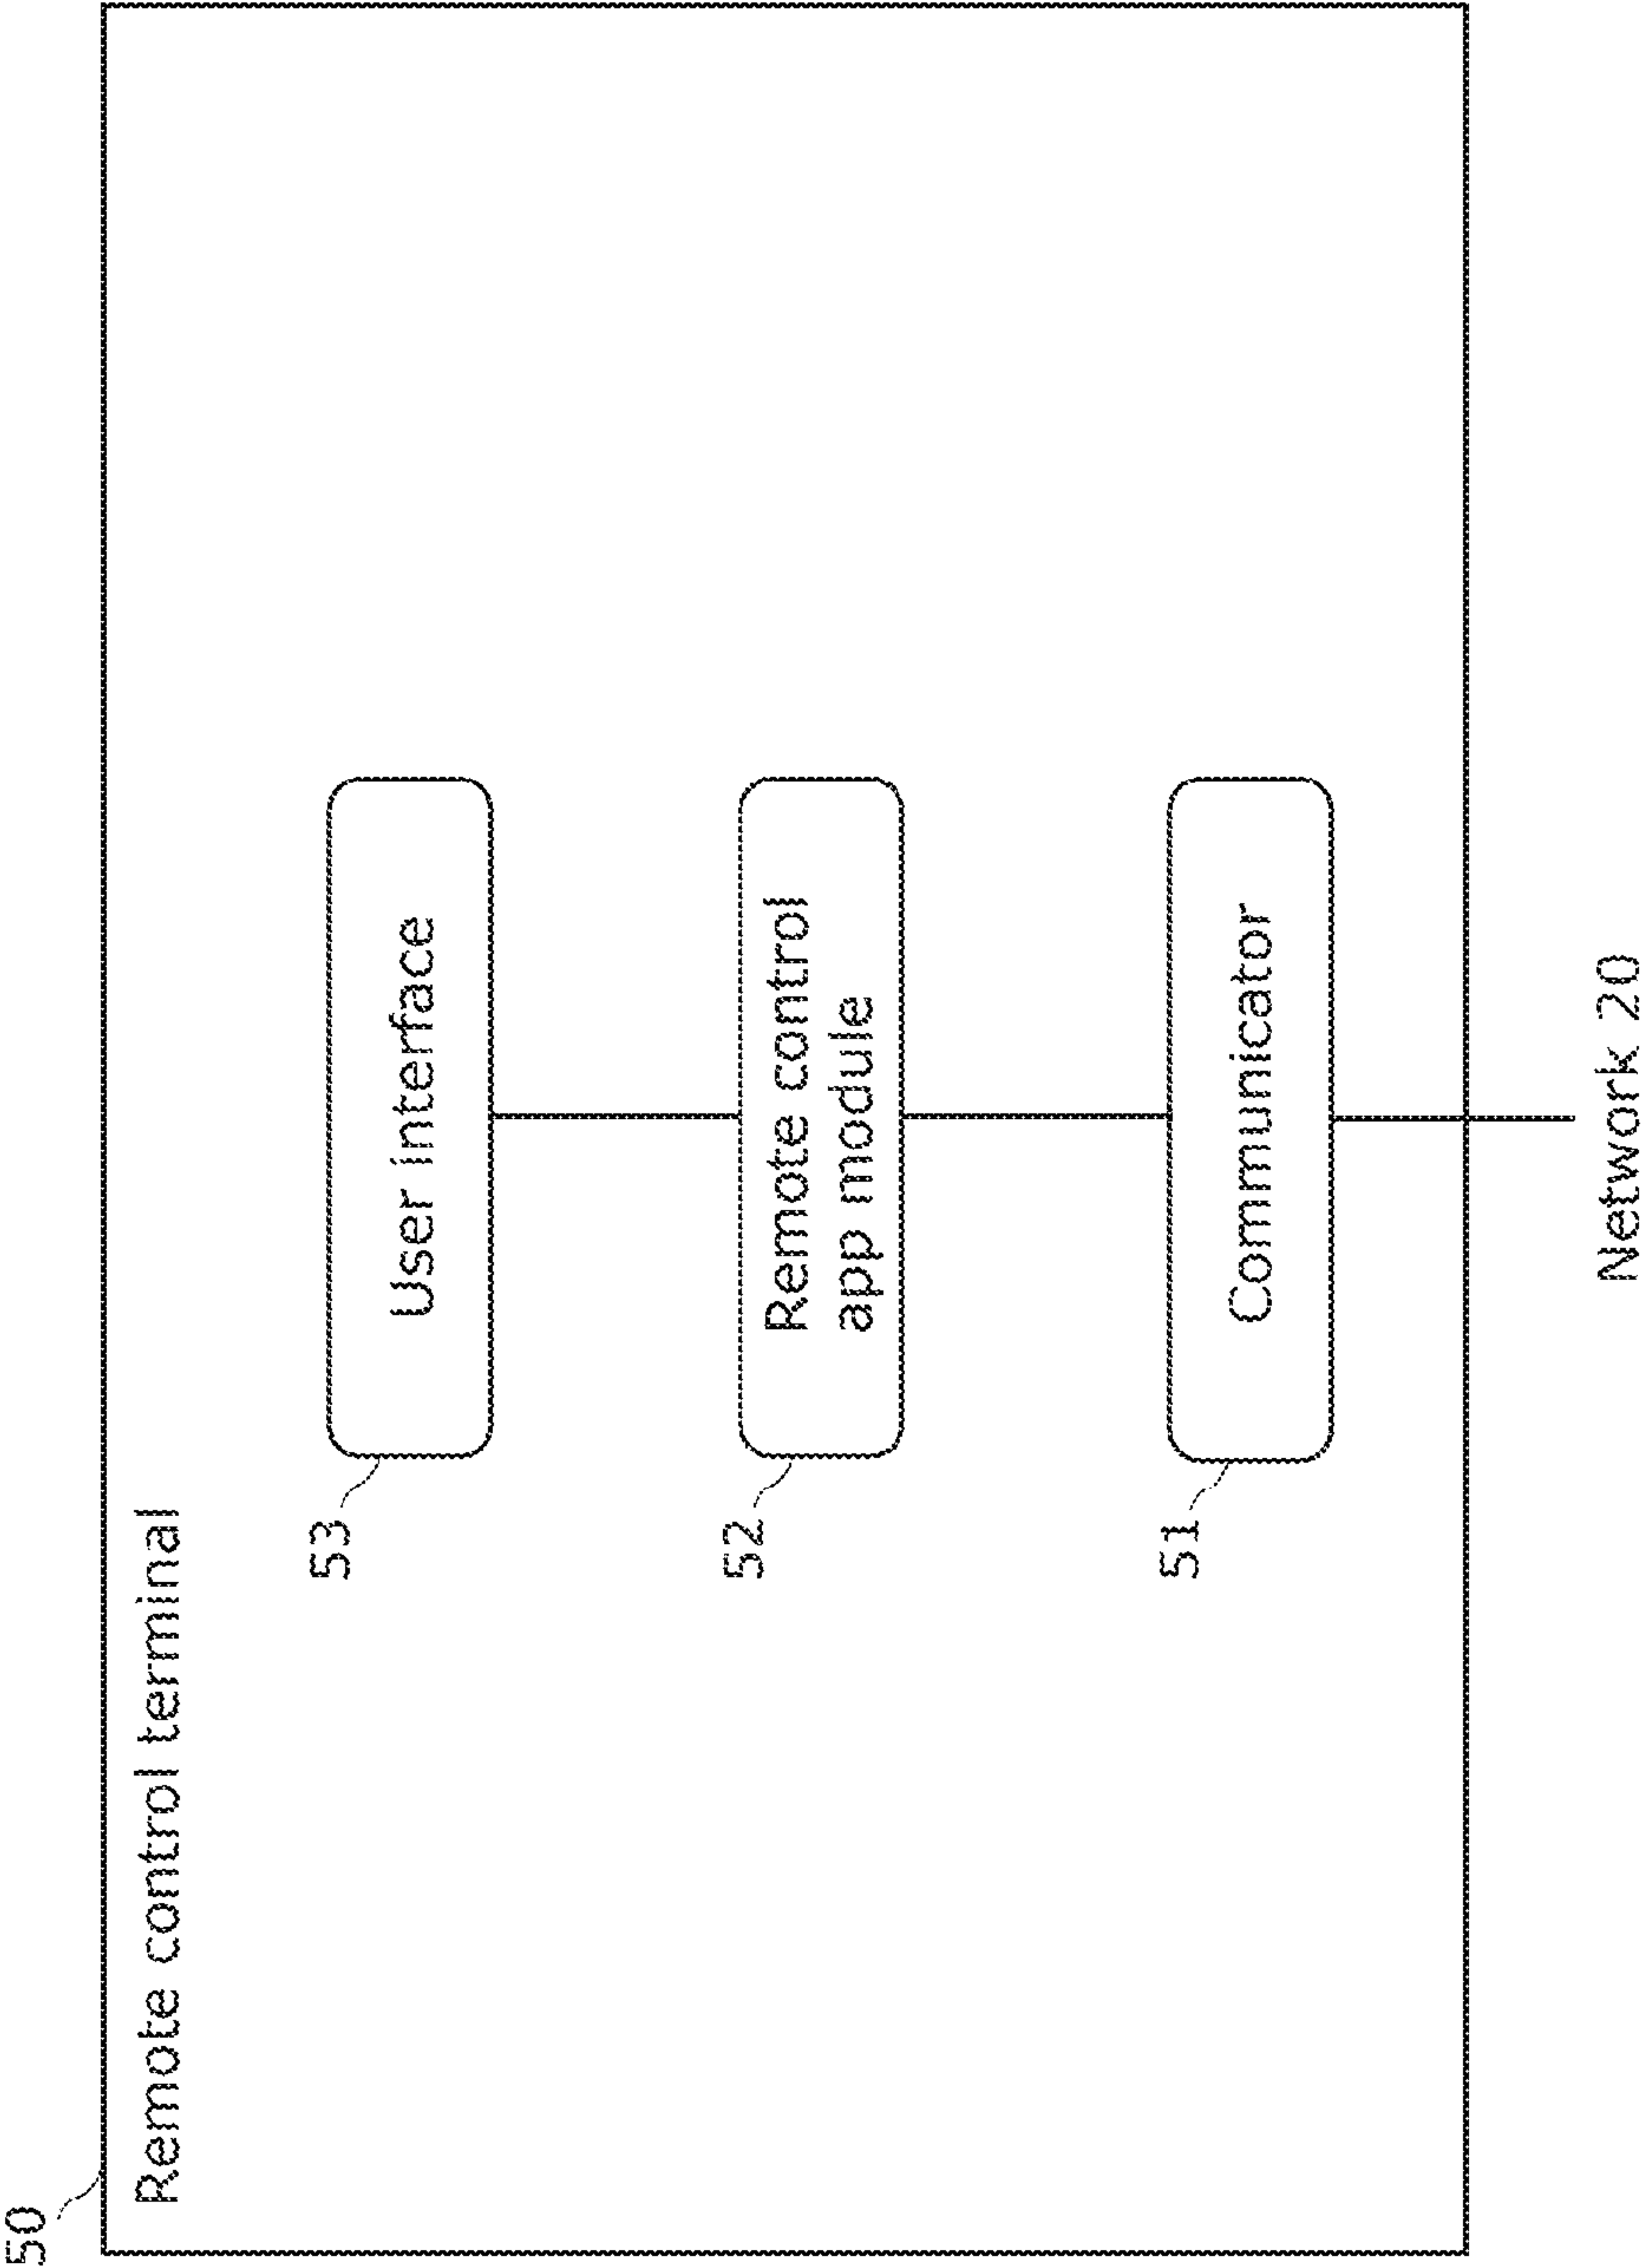 50
Remote control terminal
53
User interface
52
Remote control
app module
51
Communicator
Network 20